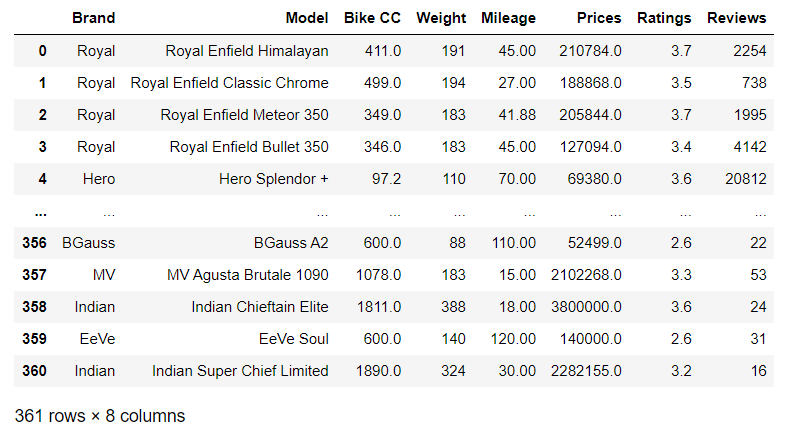 Brand Model Bike CC Weight Mileage Prices Ratings Reviews
0 Royal Royal Enfield Himalayan 411.0 191 45.00 210784.0 3.7 2254
1 Royal Royal Enfield Classic Chrome 499.0 194 27.00 188868.0 3.5 738
2 Royal Royal Enfield Meteor 350 349.0 183 41.88 205844.0 3.7 1995
3 Royal Royal Enfield Bullet 350 346.0 183 45.00 127094.0 3.4 4142
4 Hero Hero Splendor + 97.2 110 70.00 69380.0 3.6 20812
... ... ... ... ... ... ... ... ...
356 BGauss BGauss A2 600.0 88 110.00 52499.0 2.6 22
357 MV MV Agusta Brutale 1090 1078.0 183 15.00 2102268.0 3.3 53
358 Indian Indian Chieftain Elite 1811.0 388 18.00 3800000.0 3.6 24
359 EeVe EeVe Soul 600.0 140 120.00 140000.0 2.6 31
360 Indian Indian Super Chief Limited 1890.0 324 30.00 2282155.0 3.2 16
361 rows × 8 columns